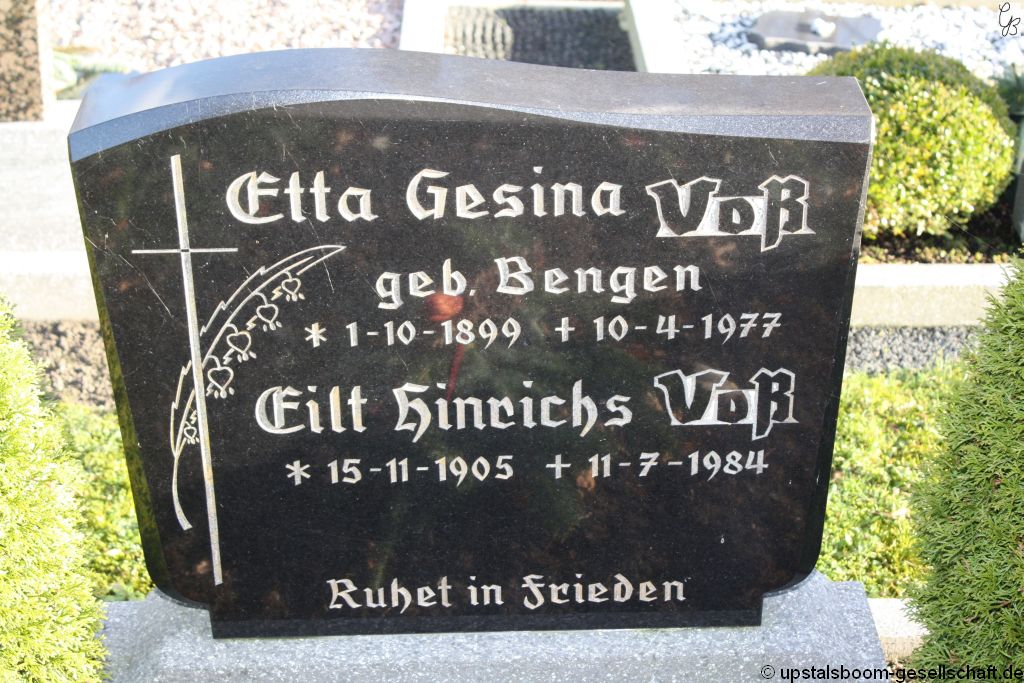 GB
Etta Gesina Voß
geb. Bengen
* 1-10-1899 + 10-4-1977
Eilt Hinrichs Voß
* 15-11-1905 + 11-7-1984
Ruhet in Frieden
© upstalsboom-gesellschaft.de